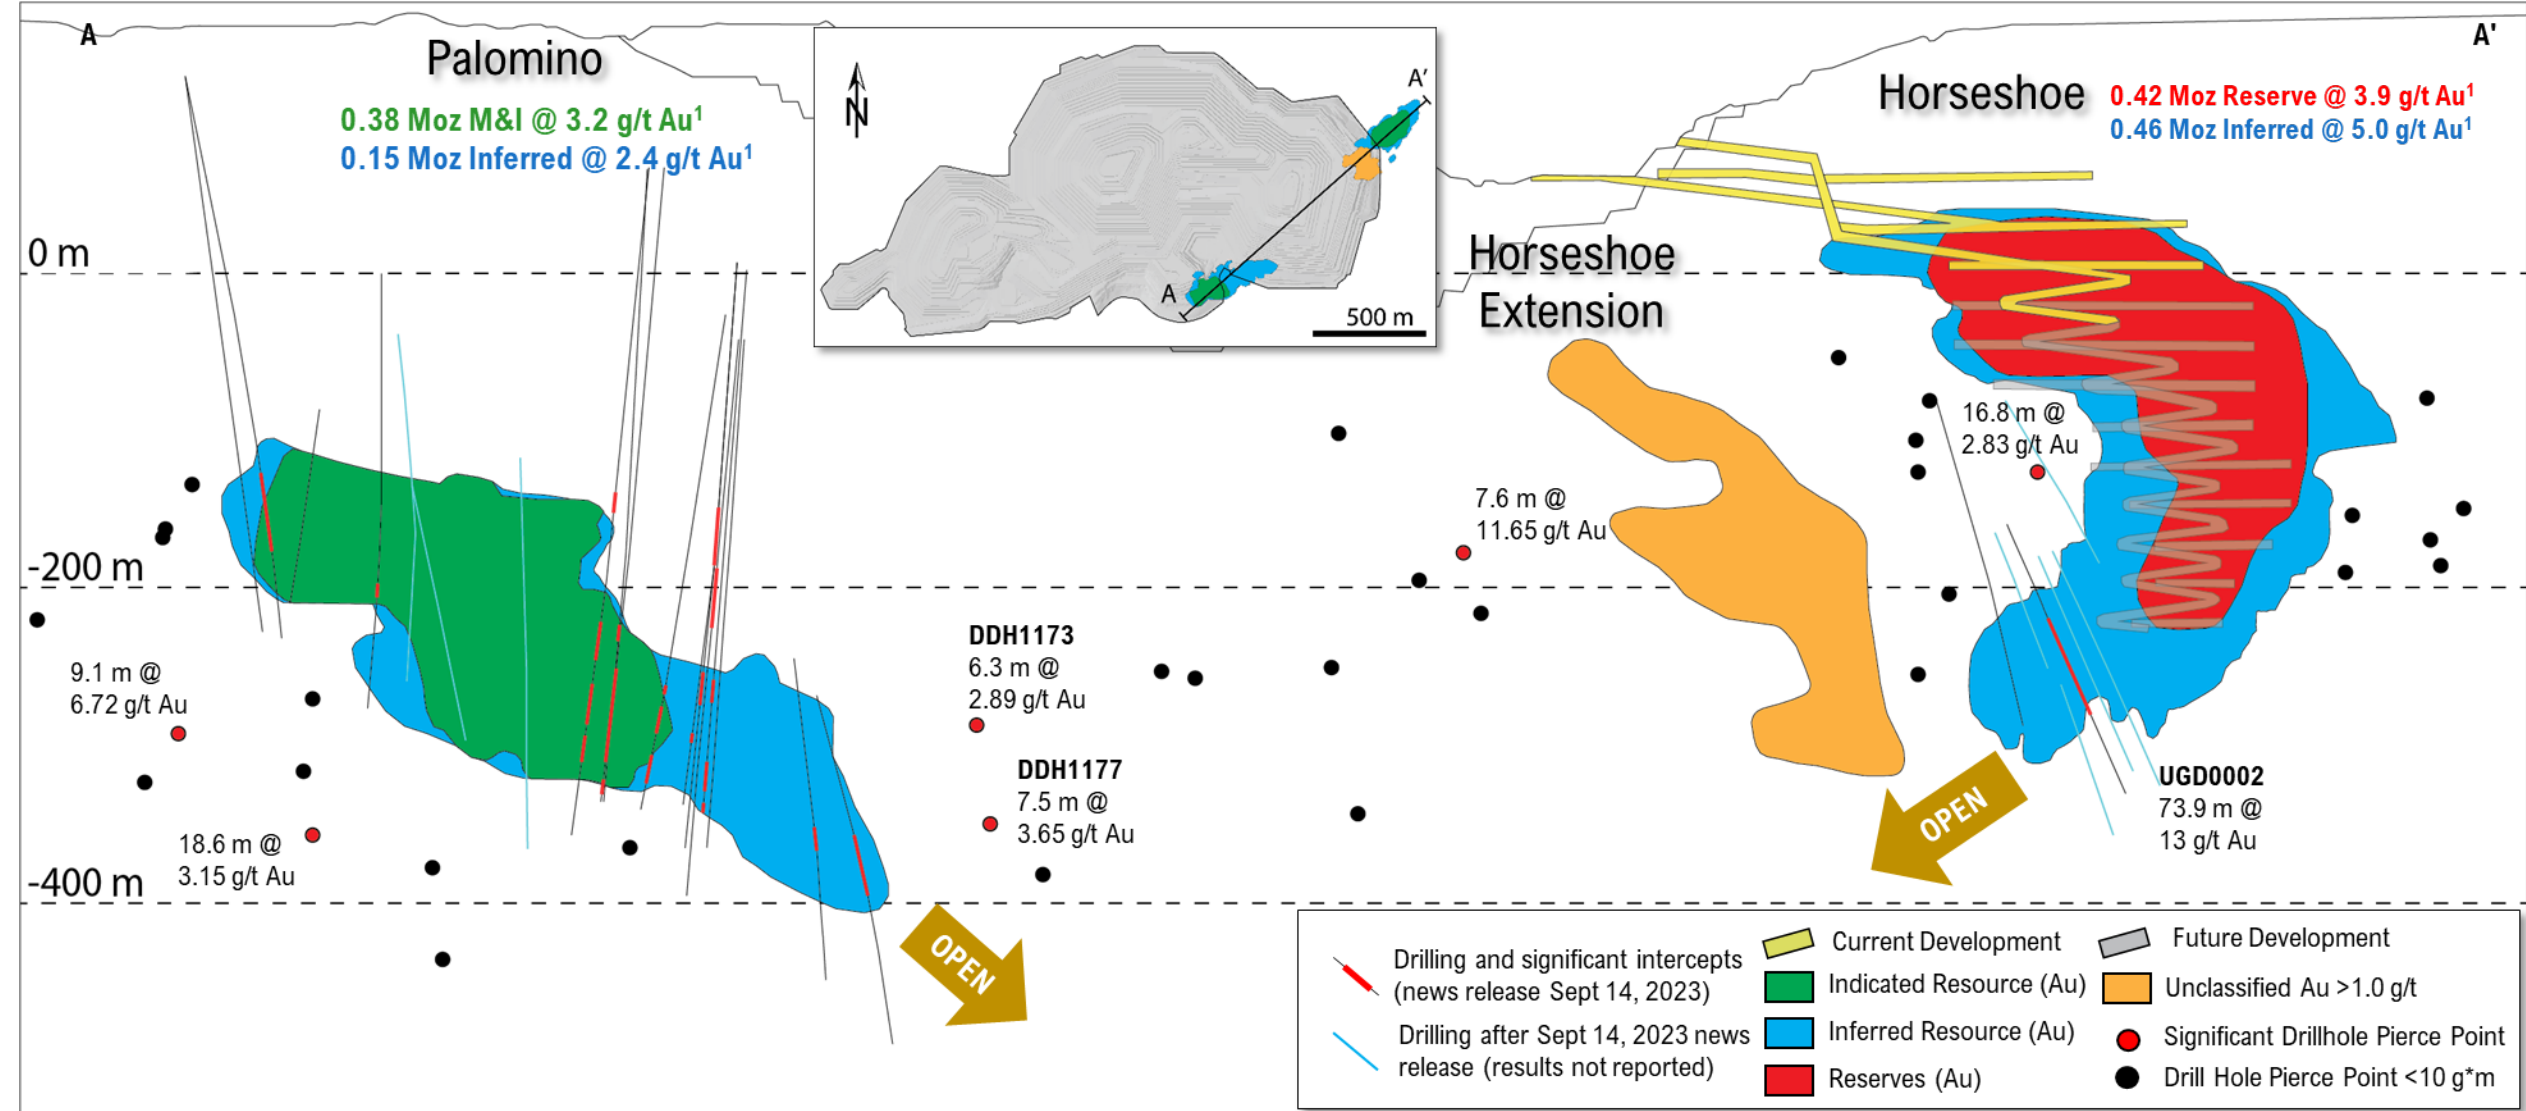 A
A'
Palomino
0.38 Moz M&I @ 3.2 g/t Au1
0.15 Moz Inferred @ 2.4 g/t Au1
N
A'
A
500 m
Horseshoe
0.42 Moz Reserve @ 3.9 g/t Au1
0.46 Moz Inferred @ 5.0 g/t Au1
Horseshoe
Extension
0 m
-200 m
-400 m
16.8 m @
2.83 g/t Au
7.6 m @
11.65 g/t Au
9.1 m @
6.72 g/t Au
18.6 m @
3.15 g/t Au
DDH1173
6.3 m @
2.89 g/t Au
DDH1177
7.5 m @
3.65 g/t Au
UGD0002
73.9 m @
13 g/t Au
OPEN
OPEN
Drilling and significant intercepts
(news release Sept 14, 2023)
Drilling after Sept 14, 2023 news
release (results not reported)
Current Development
Indicated Resource (Au)
Inferred Resource (Au)
Reserves (Au)
Future Development
Unclassified Au >1.0 g/t
Significant Drillhole Pierce Point
Drill Hole Pierce Point <10 g*m